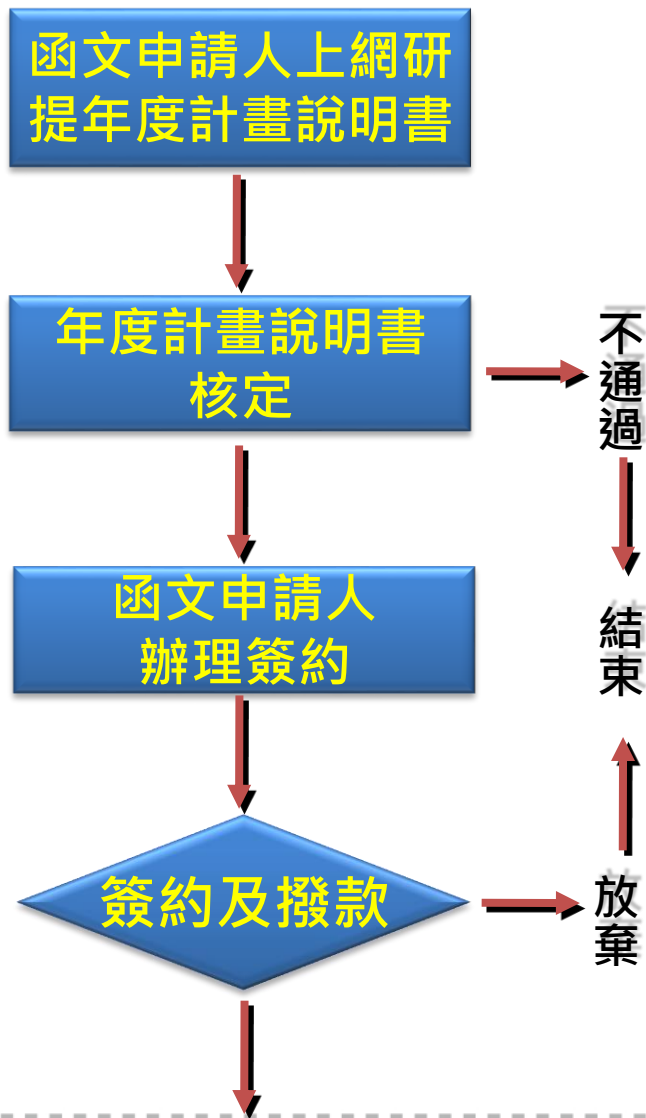 函文申請人上網研
提年度計畫說明書
年度計畫說明書
核定
不通過
函文申請人
辦理簽約
結束
簽約及撥款
放棄